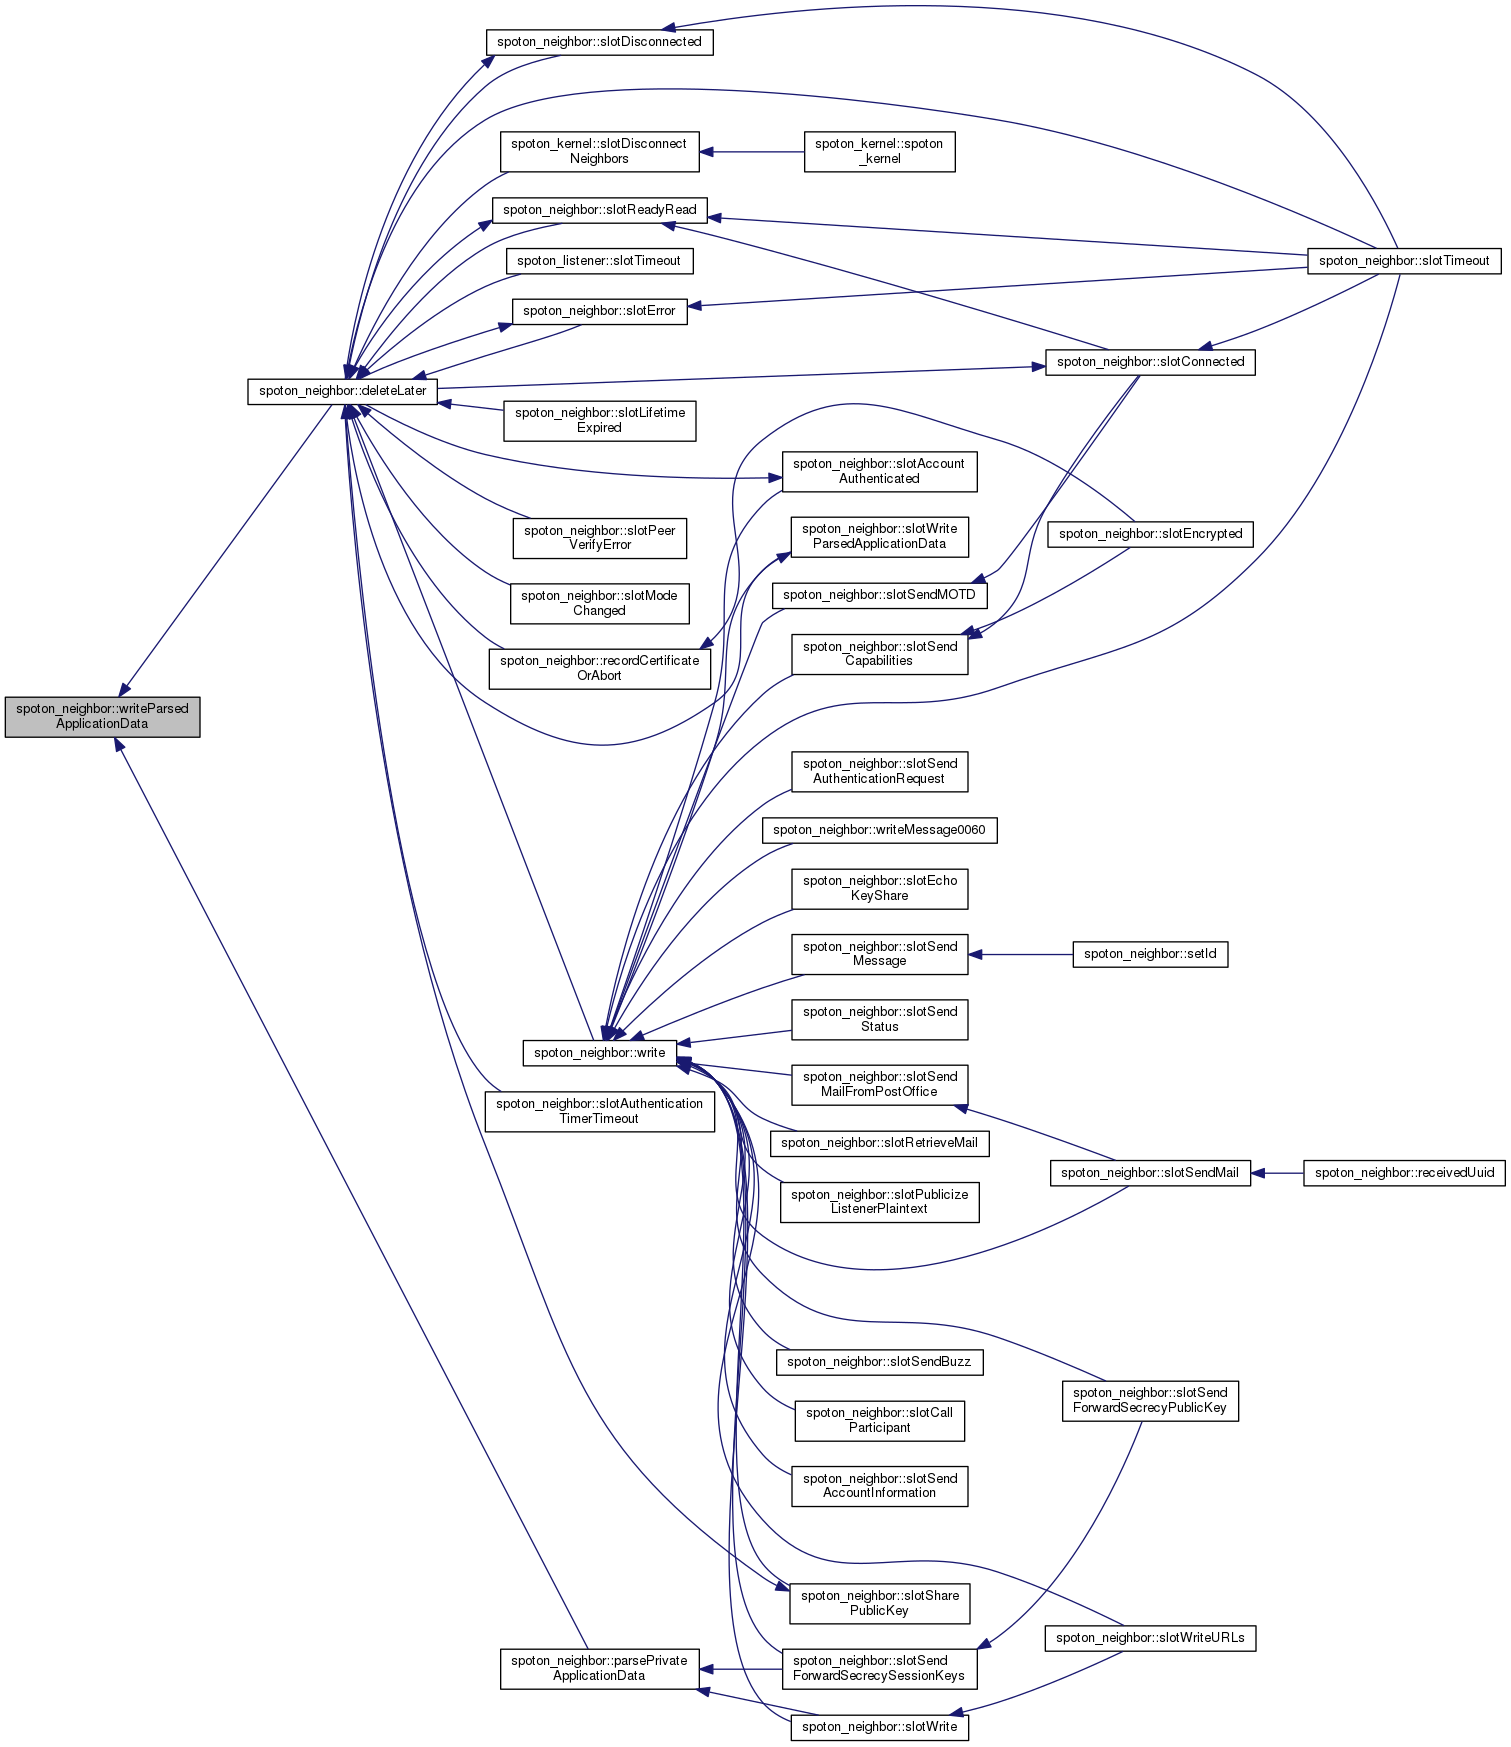 spoton_neighbor::slotDisconnected
spoton_kernel::slotDisconnect
Neighbors
spoton_kernel::spoton
_kernel
spoton_neighbor::slotReadyRead
spoton_listener::slotTimeout
spoton_neighbor::slotTimeout
spoton_neighbor::slotError
spoton_neighbor::slotConnected
spoton_neighbor::deleteLater
spoton_neighbor::slotLifetime
Expired
spoton_neighbor::slotAccount
Authenticated
spoton_neighbor::slotPeer
VerifyError
spoton_neighbor::slotWrite
ParsedApplicationData
spoton_neighbor::slotEncrypted
spoton_neighbor::slotMode
Changed
spoton_neighbor::slotSendMOTD
spoton_neighbor::slotSend
Capabilities
spoton_neighbor::recordCertificate
OrAbort
spoton_neighbor::writeParsed
ApplicationData
spoton_neighbor::slotSend
AuthenticationRequest
spoton_neighbor::writeMessage0060
spoton_neighbor::slotEcho
KeyShare
spoton_neighbor::slotSend
Message
spoton_neighbor::setId
spoton_neighbor::slotSend
Status
spoton_neighbor::write
spoton_neighbor::slotSend
MailFromPostOffice
spoton_neighbor::slotAuthentication
TimerTimeout
spoton_neighbor::slotRetrieveMail
spoton_neighbor::slotSendMail
spoton_neighbor::receivedUuid
spoton_neighbor::slotPublicize
ListenerPlaintext
spoton_neighbor::slotSendBuzz
spoton_neighbor::slotSend
ForwardSecrecyPublicKey
spoton_neighbor::slotCall
Participant
spoton_neighbor::slotSend
AccountInformation
spoton_neighbor::slotShare
PublicKey
spoton_neighbor::slotWriteURLs
spoton_neighbor::parsePrivate
ApplicationData
spoton_neighbor::slotSend
ForwardSecrecySessionKeys
spoton_neighbor::slotWrite